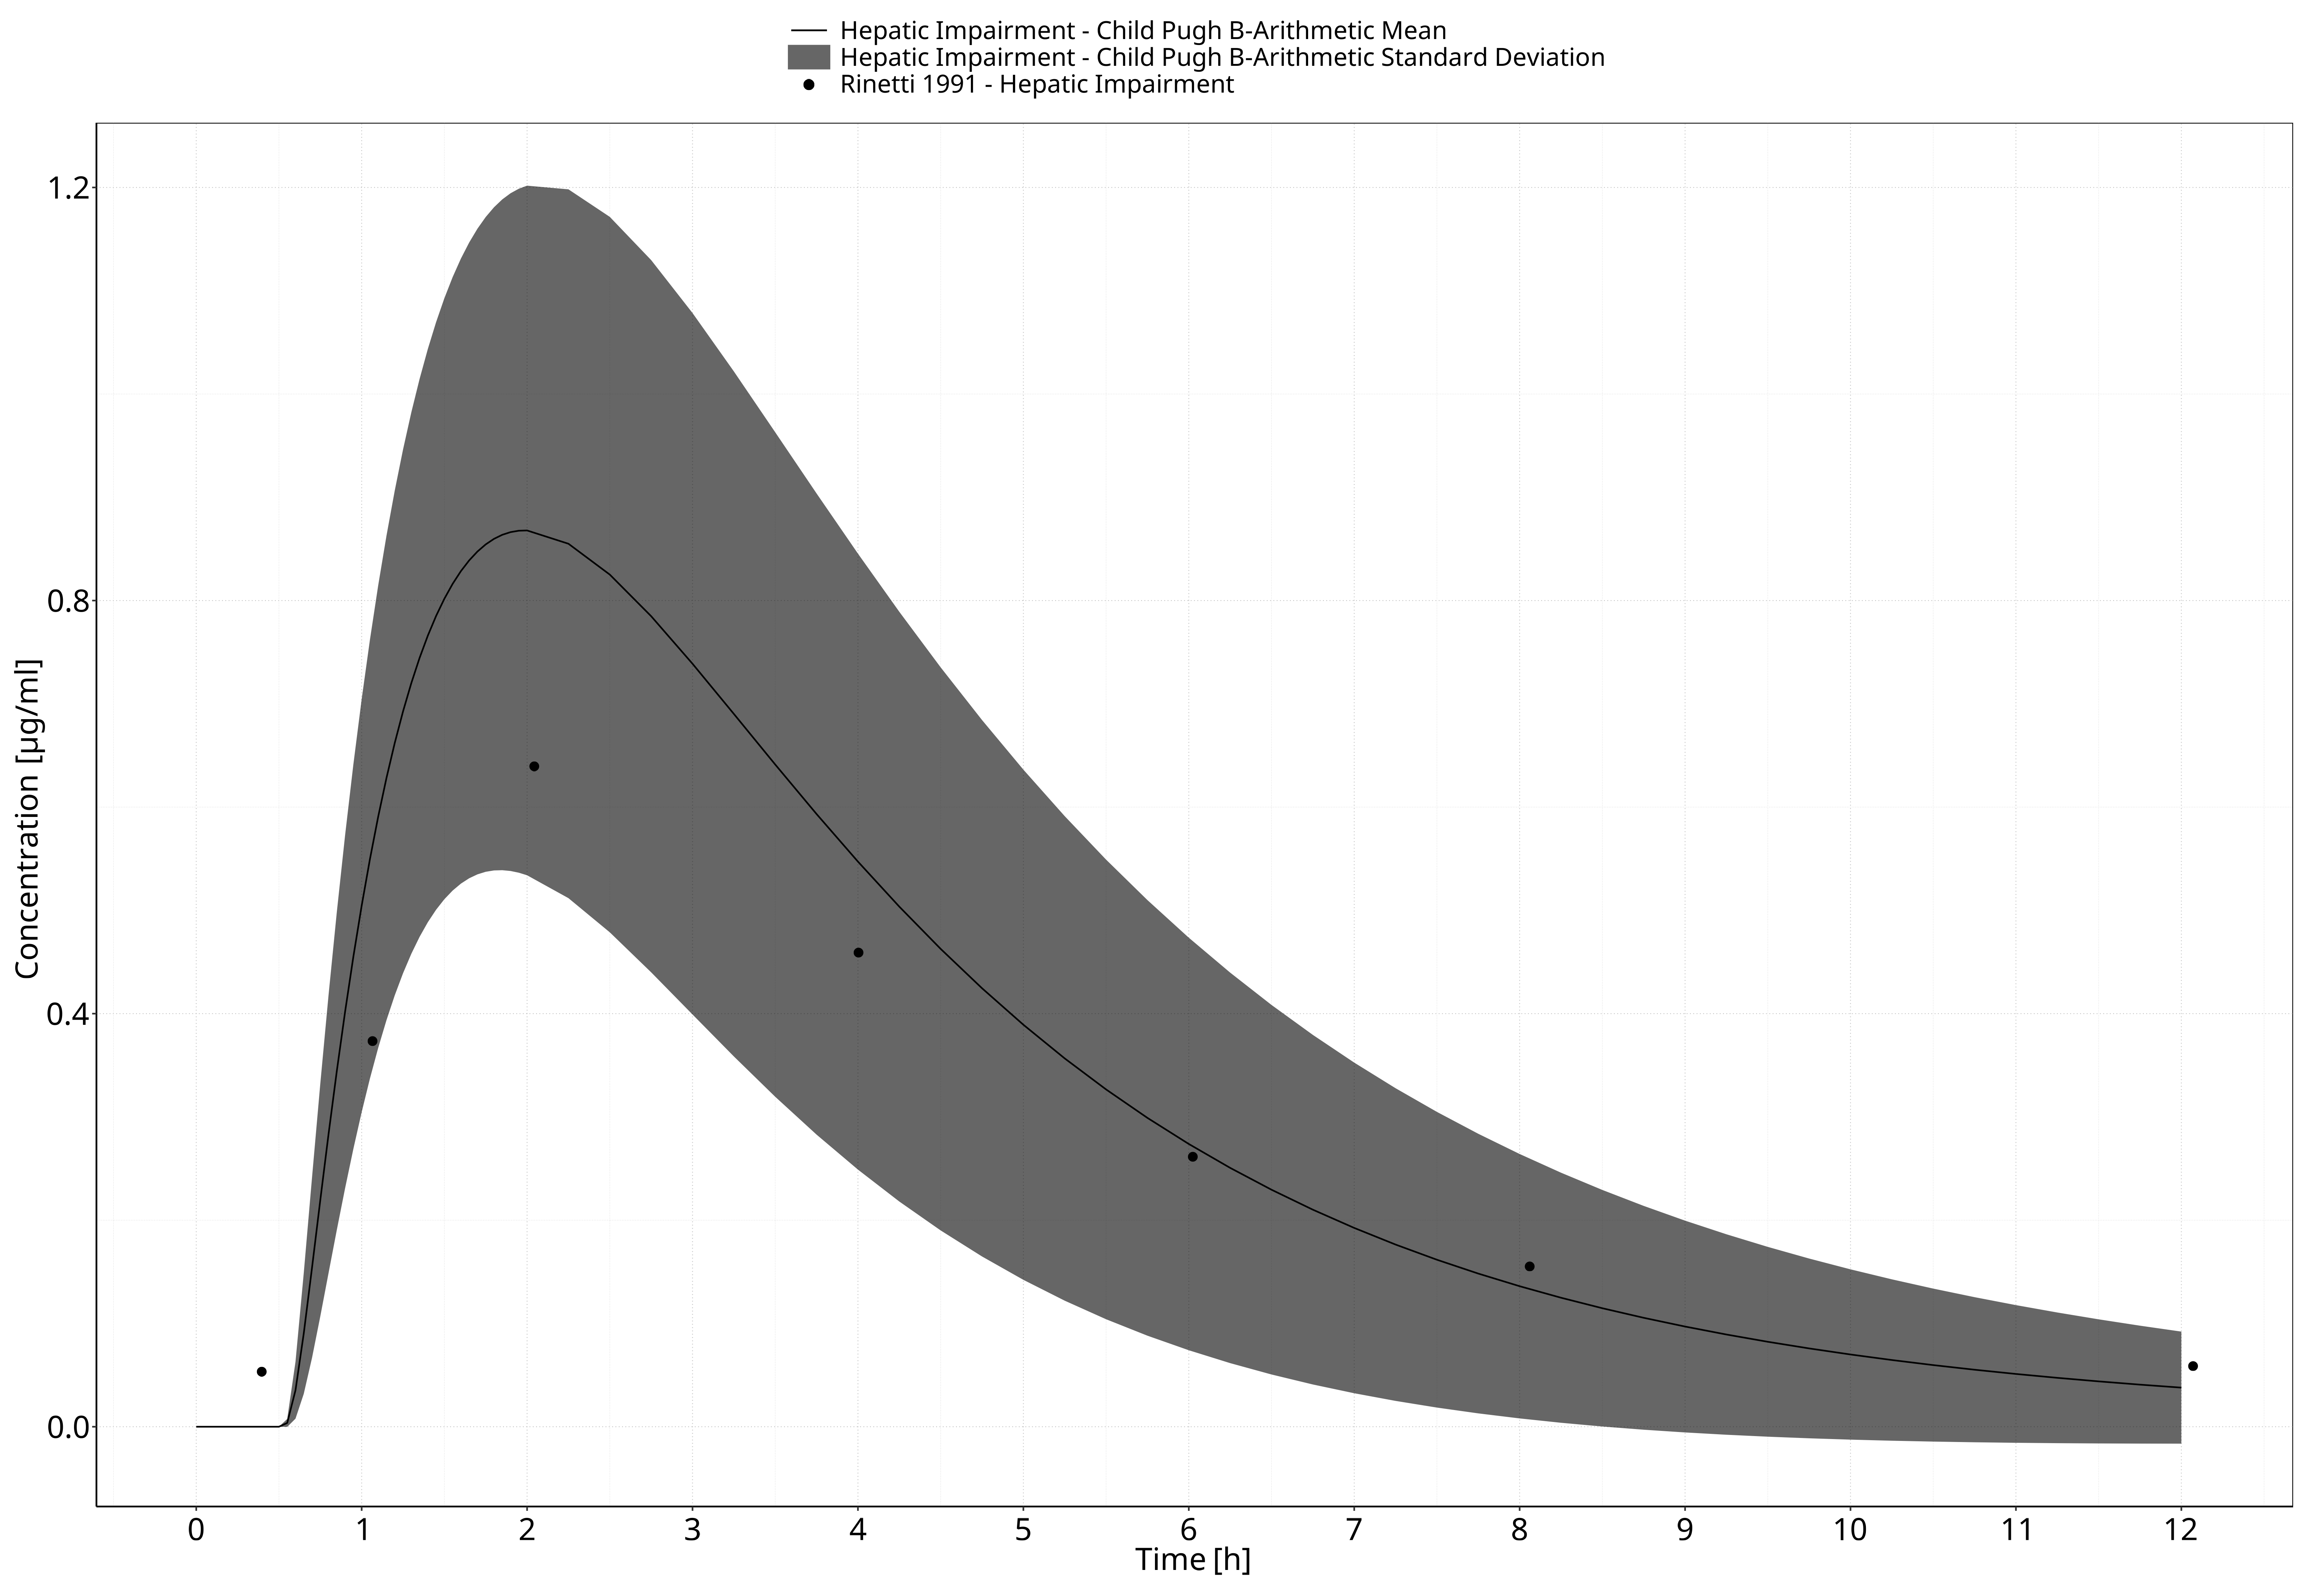 Hepatic Impairment - Child Pugh B-Arithmetic Mean
Hepatic Impairment - Child Pugh B-Arithmetic Standard Deviation
Rinetti 1991 - Hepatic Impairment
Concentration [µg/ml]
1.2
0.8
0.4
0.0
0 1 2 3 4 5 6 7 8 9 10 11 12
Time [h]